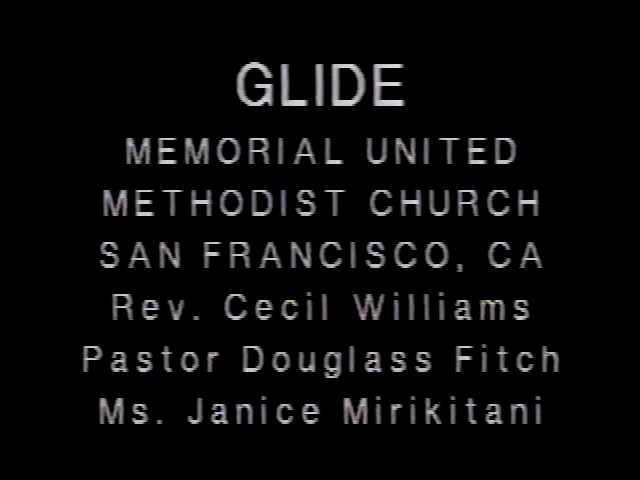 GLIDE
MEMORIAL UNITED
METHODIST CHURCH
SAN FRANCISCO, CA
Rev. Cecil Williams
Pastor Douglass Fitch
Ms. Janice Mirikitani